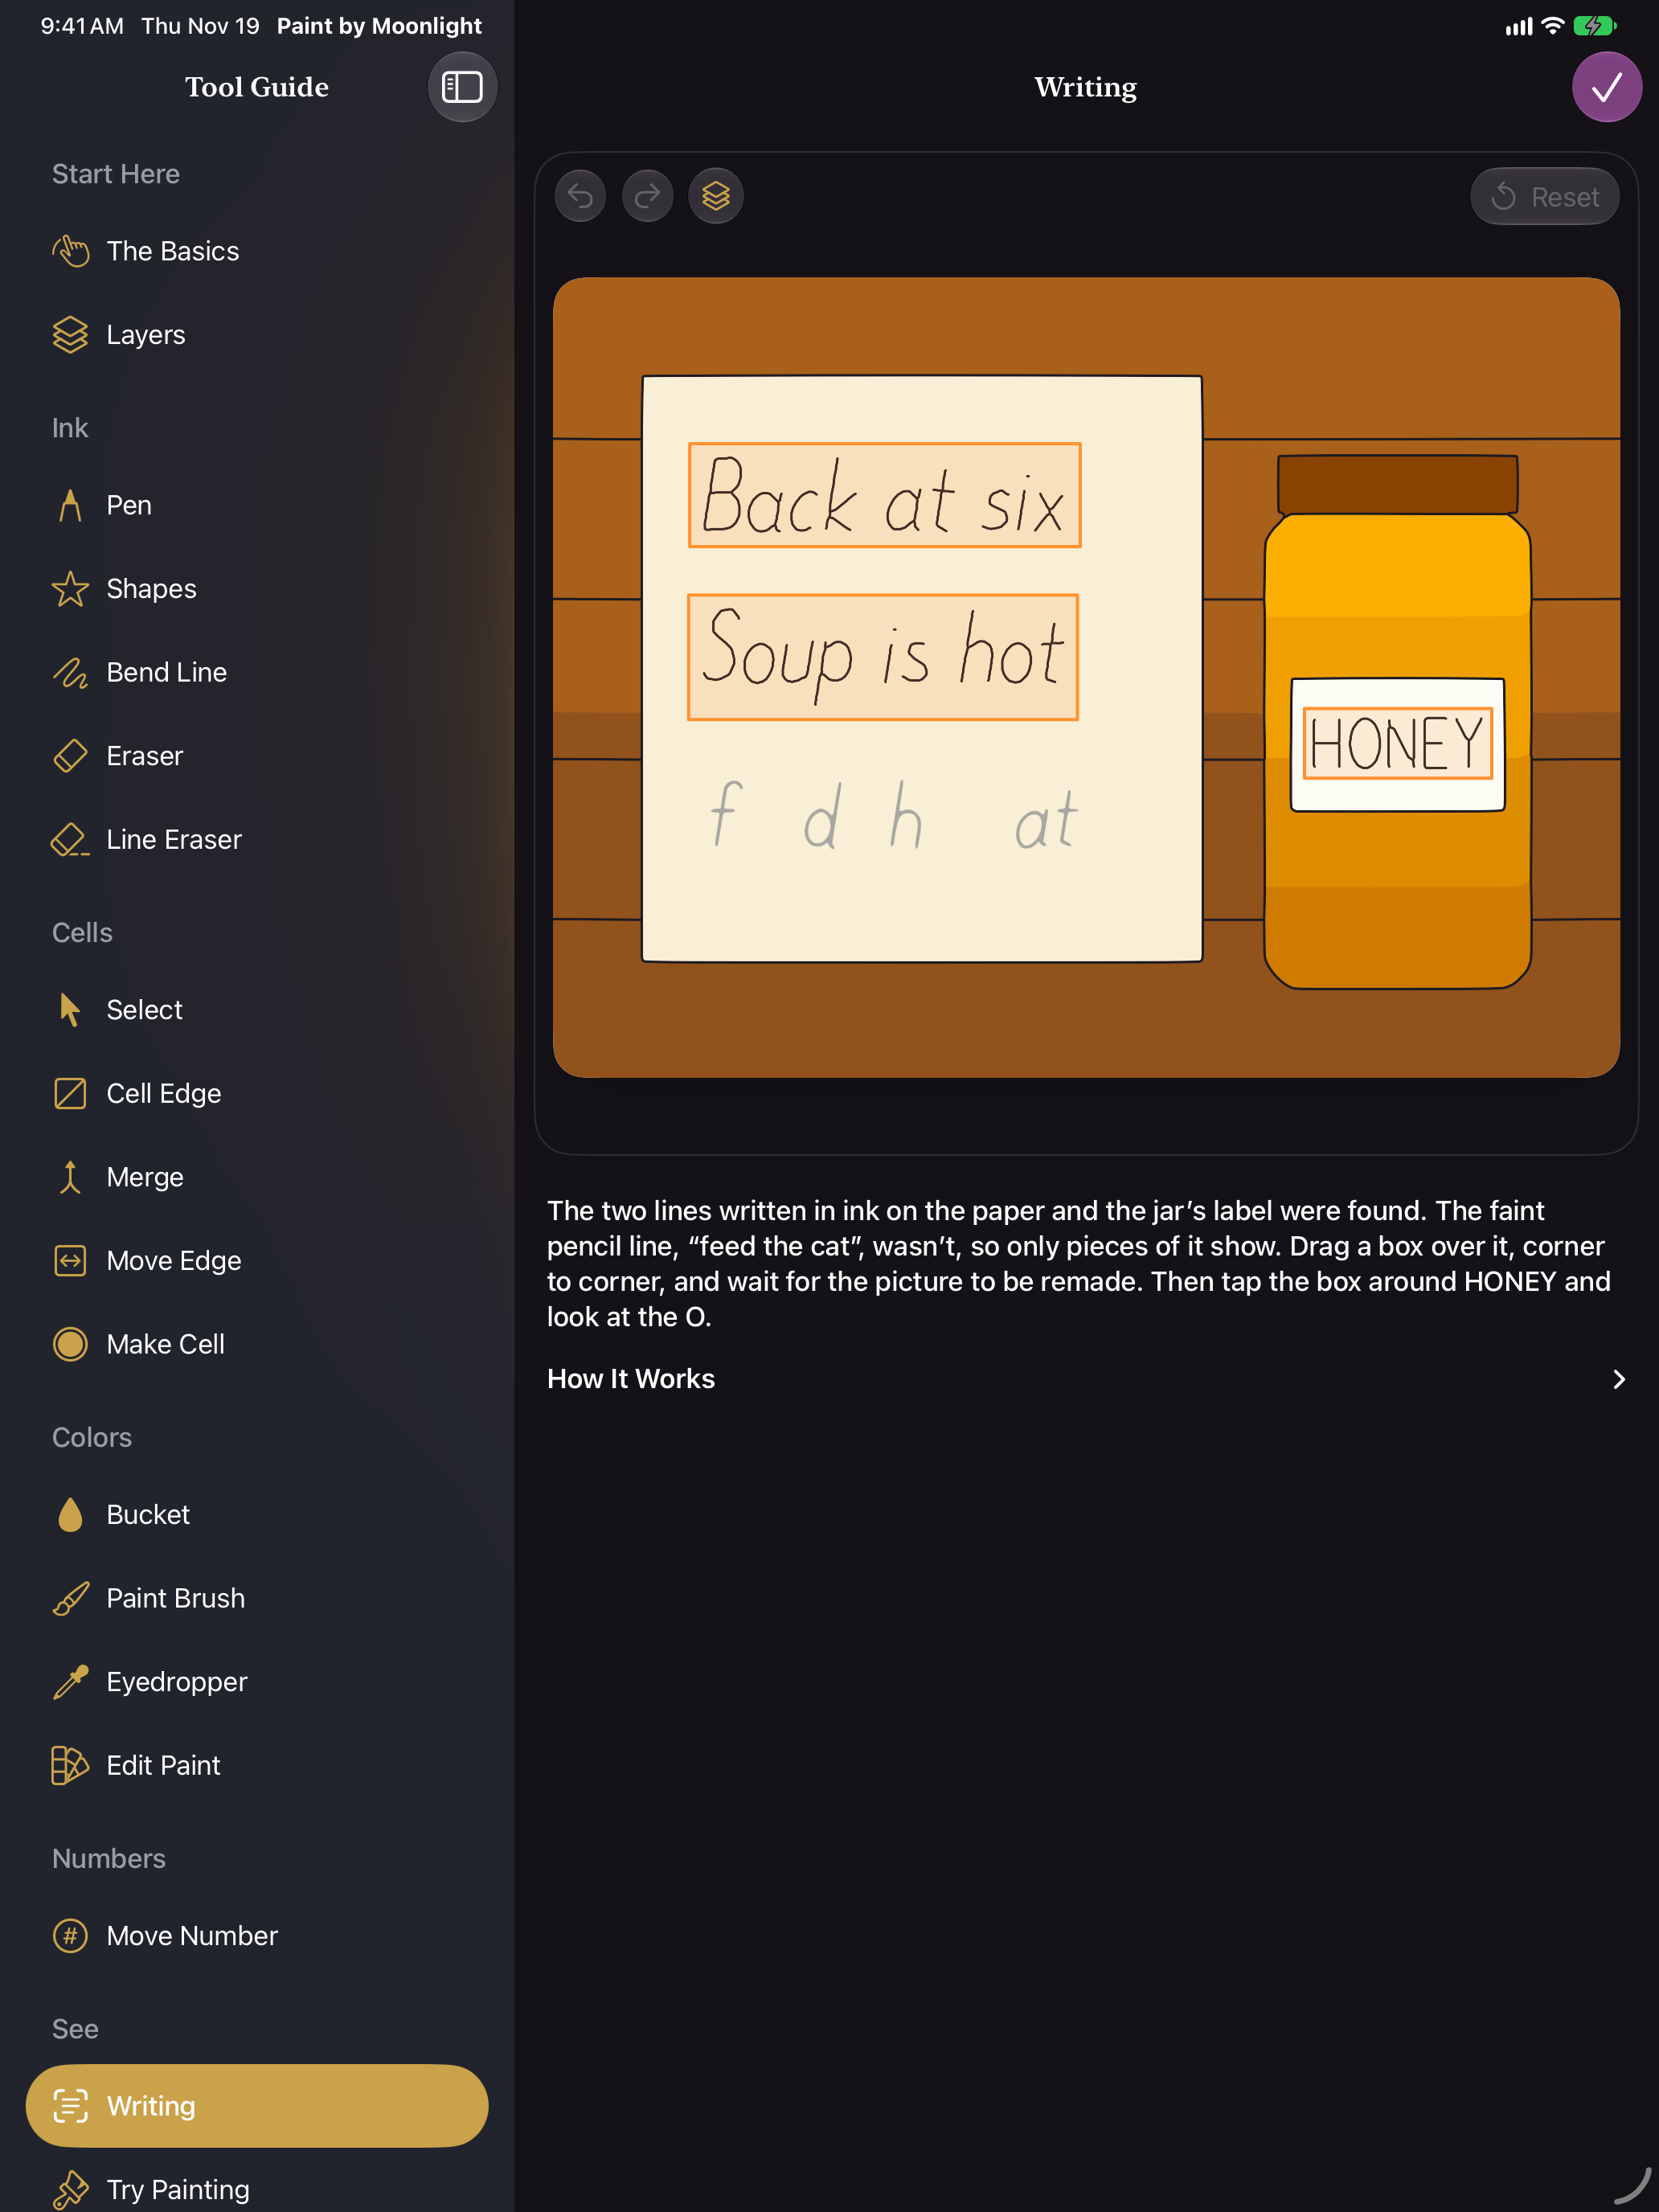 9:41 AM Thu Nov 19 Paint by Moonlight
Tool Guide
Start Here
The Basics
Layers
Ink
Pen
Shapes
Bend Line
Eraser
Line Eraser
Cells
Select
Cell Edge
Merge
Move Edge
Make Cell
Colors
Bucket
Paint Brush
Eyedropper
Edit Paint
Numbers
# Move Number
See
Writing
Try Painting
Writing
Reset
Back at six
Soup is hot
f d h at
HONEY
The two lines written in ink on the paper and the jar’s label were found. The faint
pencil line, “feed the cat”, wasn’t, so only pieces of it show. Drag a box over it, corner
to corner, and wait for the picture to be remade. Then tap the box around HONEY and
look at the O.
How It Works